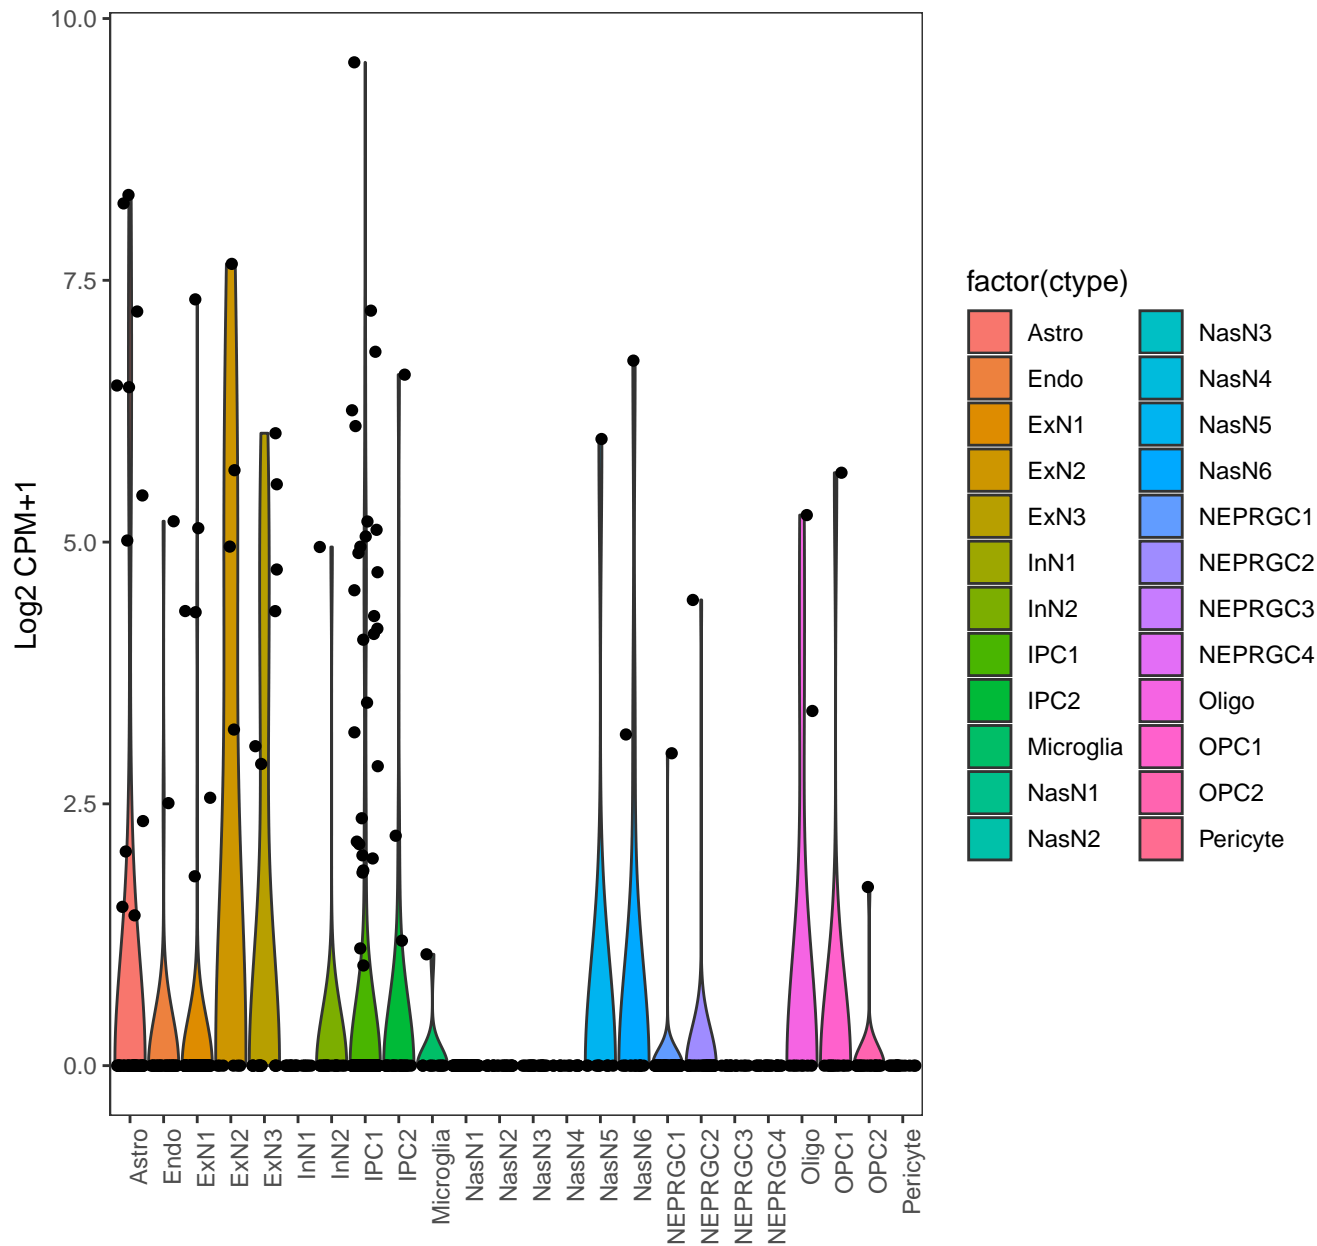 10.0
7.5
5.0
2.5
0.0
Log2 CPM+1
Astro
Endo
ExN1
ExN2
ExN3
InN1
InN2
IPC1
IPC2
Microglia
NasN1
NasN2
NasN3
NasN4
NasN5
NasN6
NEPRGC1
NEPRGC2
NEPRGC3
NEPRGC4
Oligo
OPC1
OPC2
Pericyte
factor(ctype)
Astro
Endo
ExN1
ExN2
ExN3
InN1
InN2
IPC1
IPC2
Microglia
NasN1
NasN2
NasN3
NasN4
NasN5
NasN6
NEPRGC1
NEPRGC2
NEPRGC3
NEPRGC4
Oligo
OPC1
OPC2
Pericyte